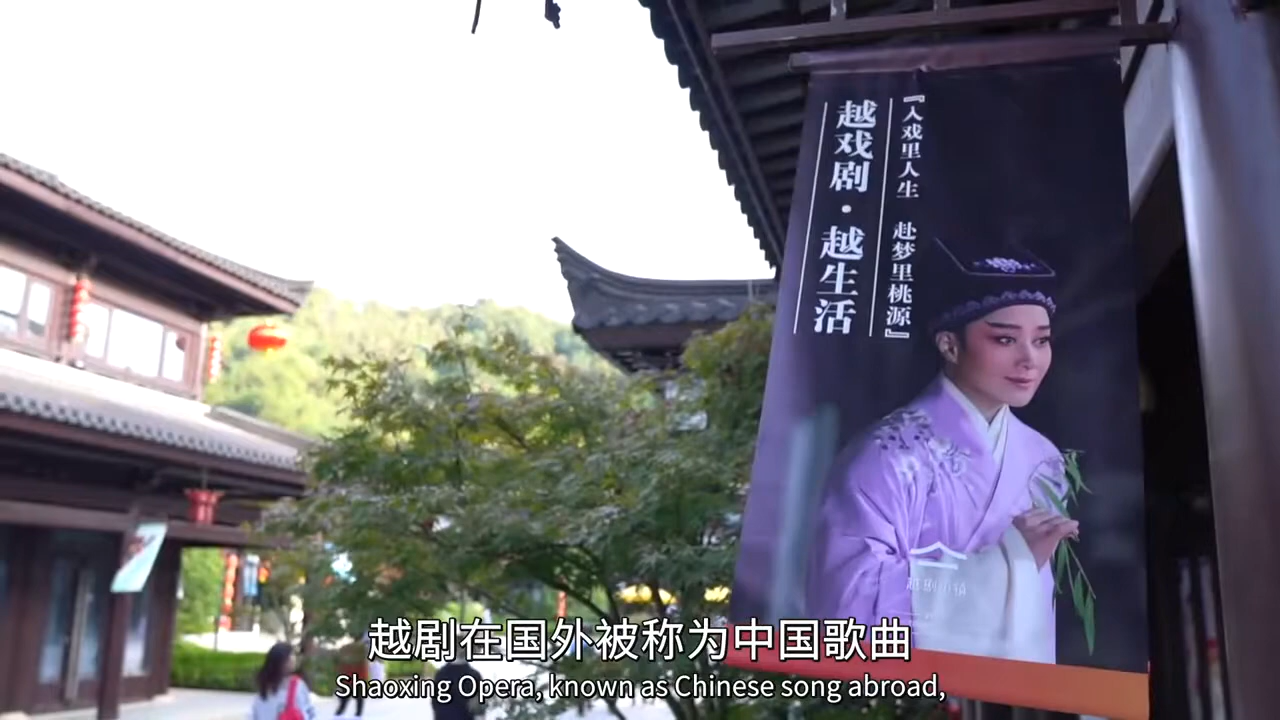 『入戏里人生 赴梦里桃源』
越戏剧·越生活
越剧小镇
越剧在国外被称为中国歌曲
Shaoxing Opera, known as Chinese song abroad,